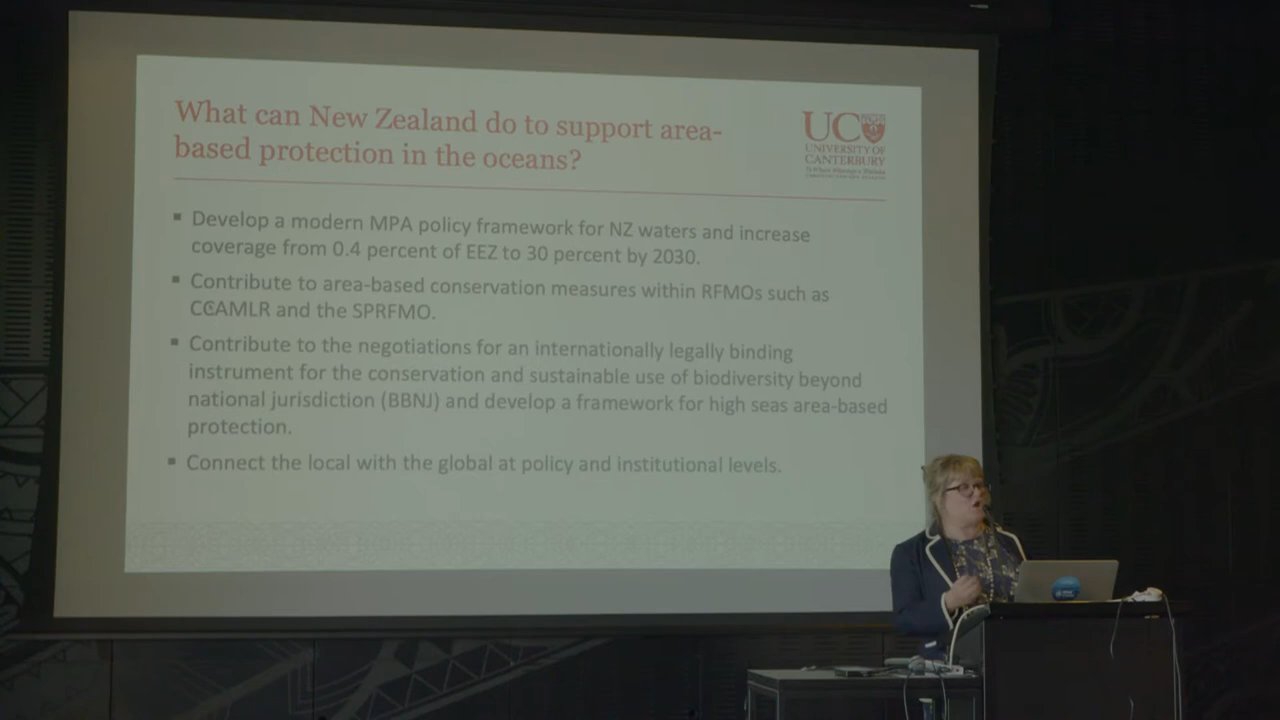 What can New Zealand do to support area-
based protection in the oceans?
UC
UNIVERSITY OF
CANTERBURY
▪ Develop a modern MPA policy framework for NZ waters and increase
coverage from 0.4 percent of EEZ to 30 percent by 2030.
▪ Contribute to area-based conservation measures within RFMOs such as
CCAMLR and the SPRFMO.
▪ Contribute to the negotiations for an internationally legally binding
instrument for the conservation and sustainable use of biodiversity beyond
national jurisdiction (BBNJ) and develop a framework for high seas area-based
protection.
▪ Connect the local with the global at policy and institutional levels.